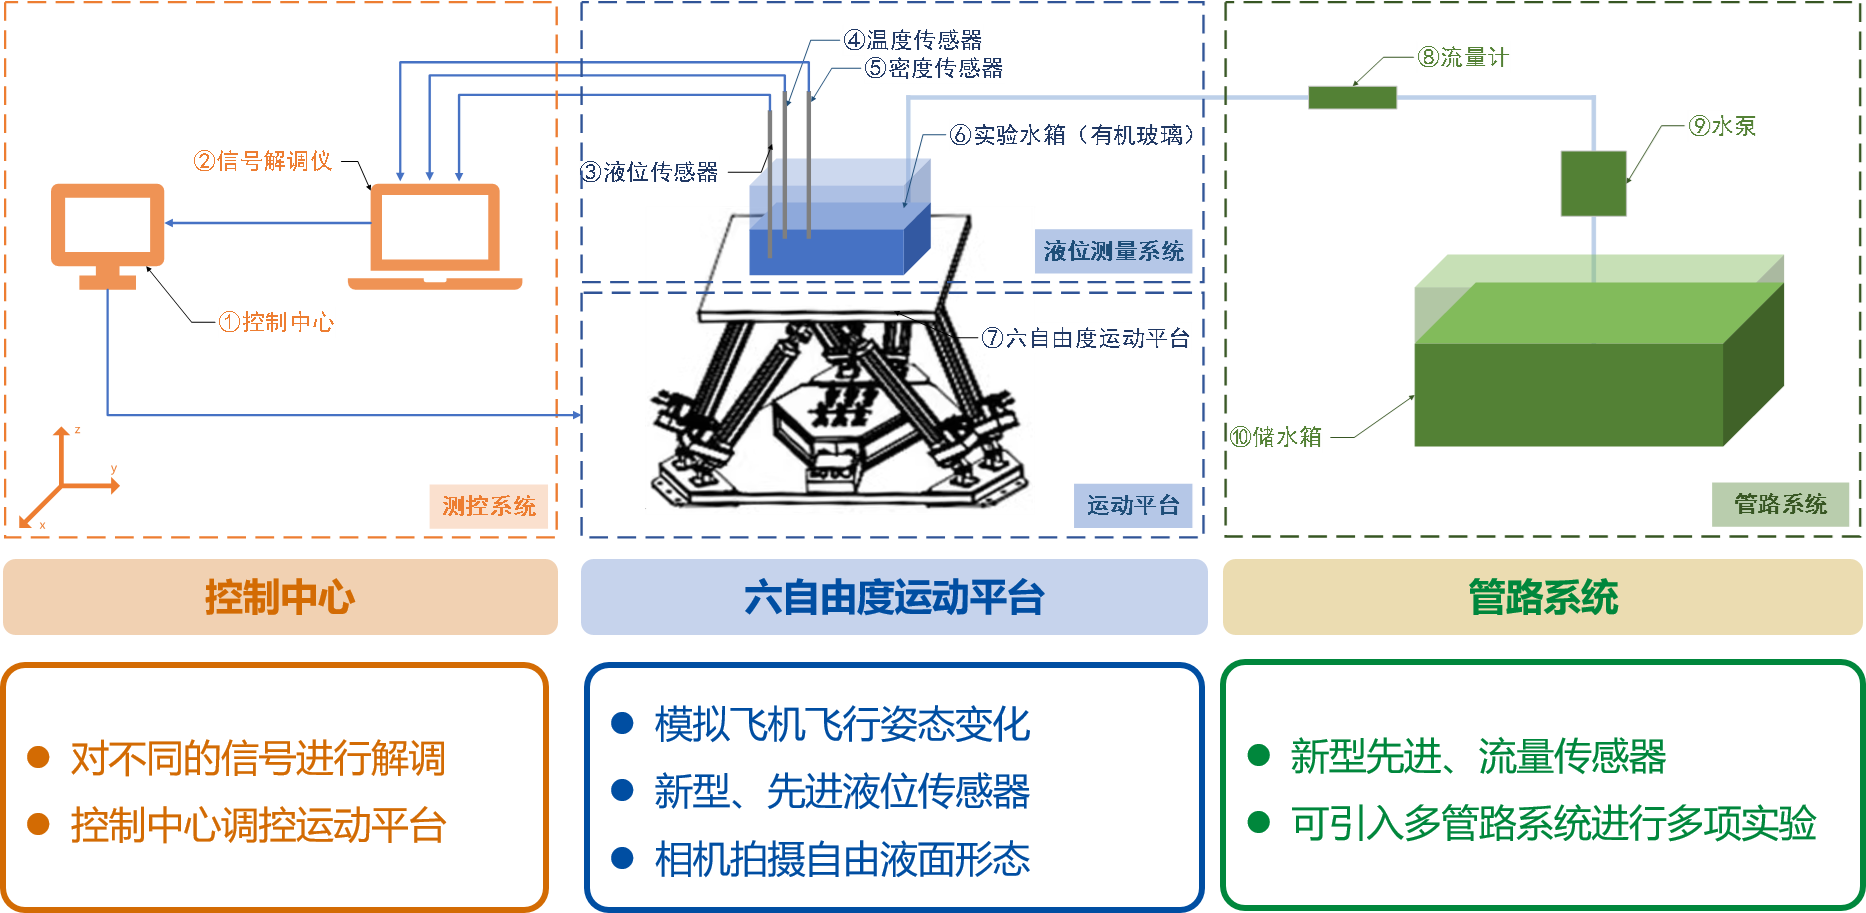 ②信号解调仪
①控制中心
z
y
x
测控系统
④温度传感器
⑤密度传感器
⑥实验水箱（有机玻璃）
③液位传感器
液位测量系统
⑦六自由度运动平台
运动平台
⑧流量计
⑨水泵
⑩储水箱
管路系统
控制中心
六自由度运动平台
管路系统
对不同的信号进行解调
控制中心调控运动平台
模拟飞机飞行姿态变化
新型、先进液位传感器
相机拍摄自由液面形态
新型先进、流量传感器
可引入多管路系统进行多项实验